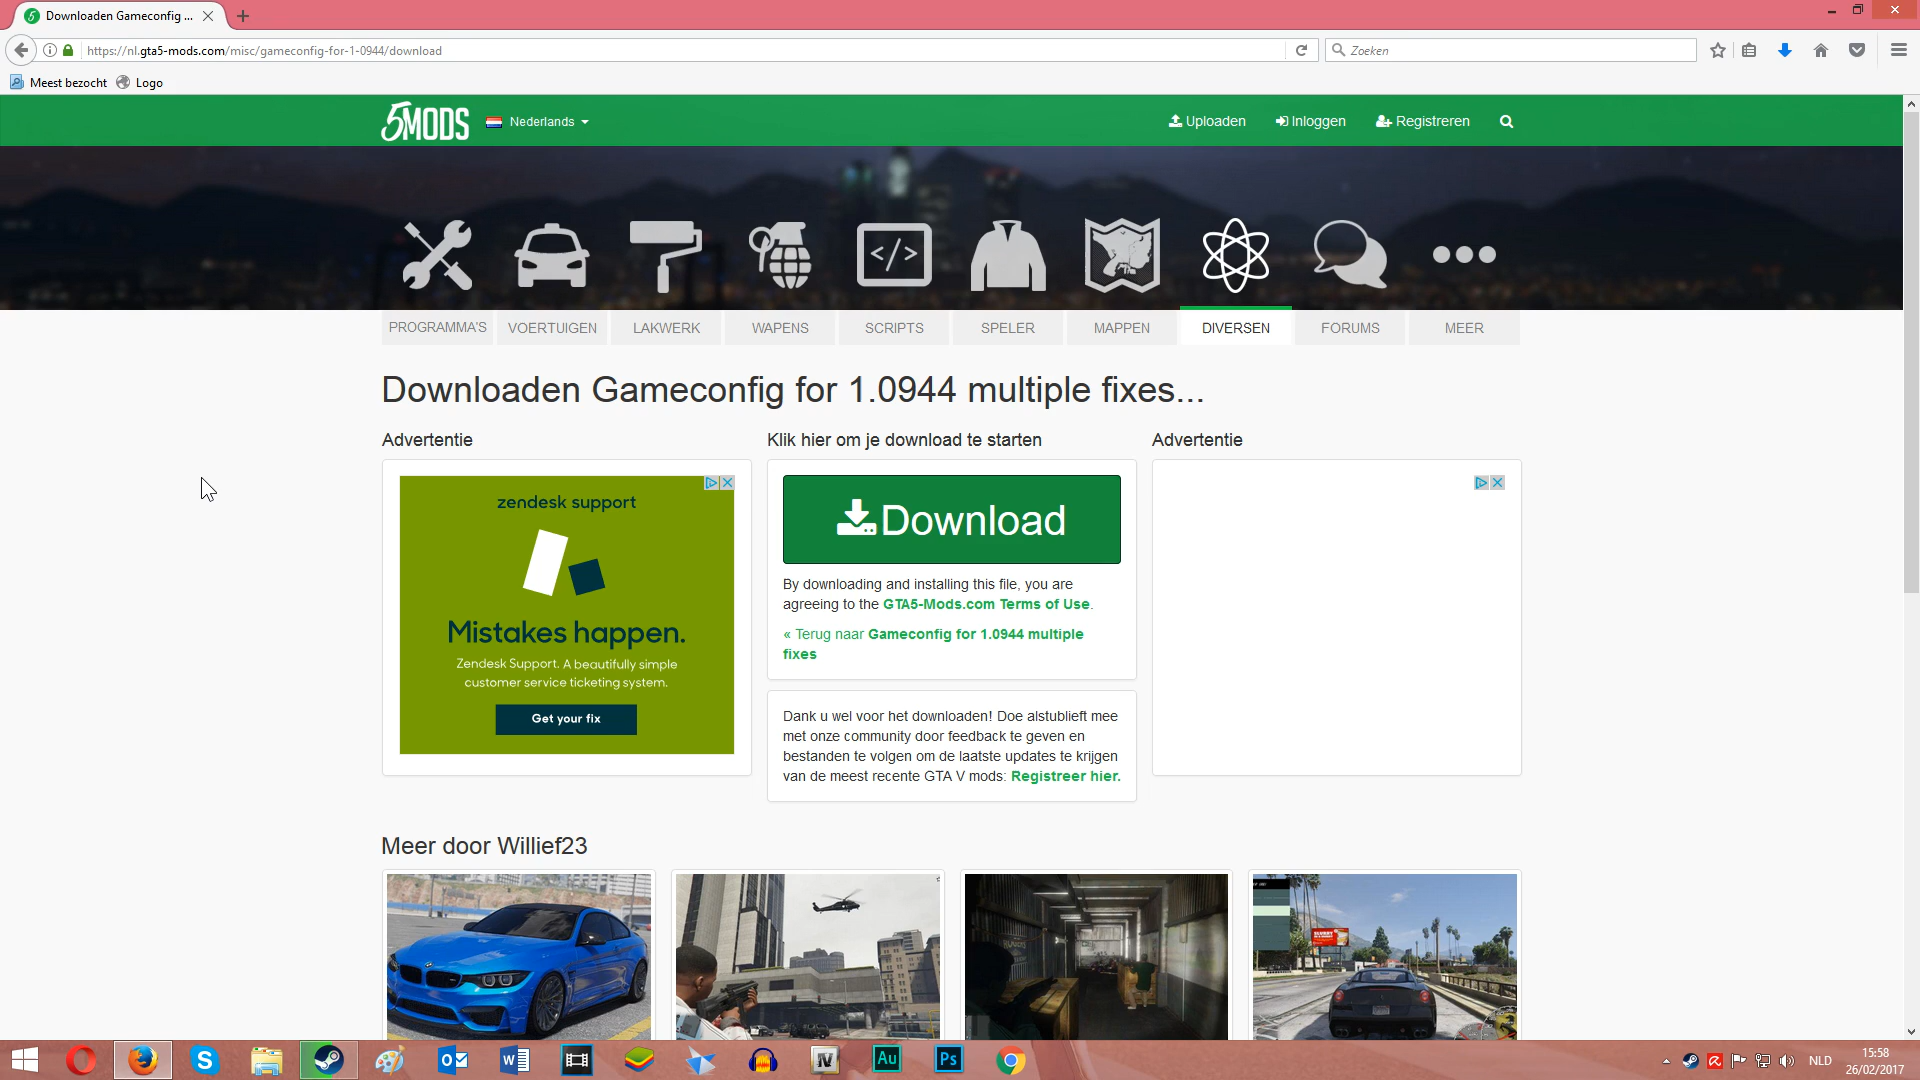 Downloaden Gameconfig ...
https://nl.gta5-mods.com/misc/gameconfig-for-1-0944/download
Zoeken
Meest bezocht
Logo
5MODS
Nederlands
Uploaden
Inloggen
Registreren
PROGRAMMA'S
VOERTUIGEN
LAKWERK
WAPENS
SCRIPTS
SPELER
MAPPEN
DIVERSEN
FORUMS
MEER
Downloaden Gameconfig for 1.0944 multiple fixes...
Advertentie
zendesk support
Mistakes happen.
Zendesk Support. A beautifully simple
customer service ticketing system.
Get your fix
Klik hier om je download te starten
Download
By downloading and installing this file, you are
agreeing to the GTA5-Mods.com Terms of Use.
« Terug naar Gameconfig for 1.0944 multiple
fixes
Dank u wel voor het downloaden! Doe alstublieft mee
met onze community door feedback te geven en
bestanden te volgen om de laatste updates te krijgen
van de meest recente GTA V mods: Registreer hier.
Advertentie
Meer door Willief23
Au
Ps
IV
NLD
15:58
26/02/2017